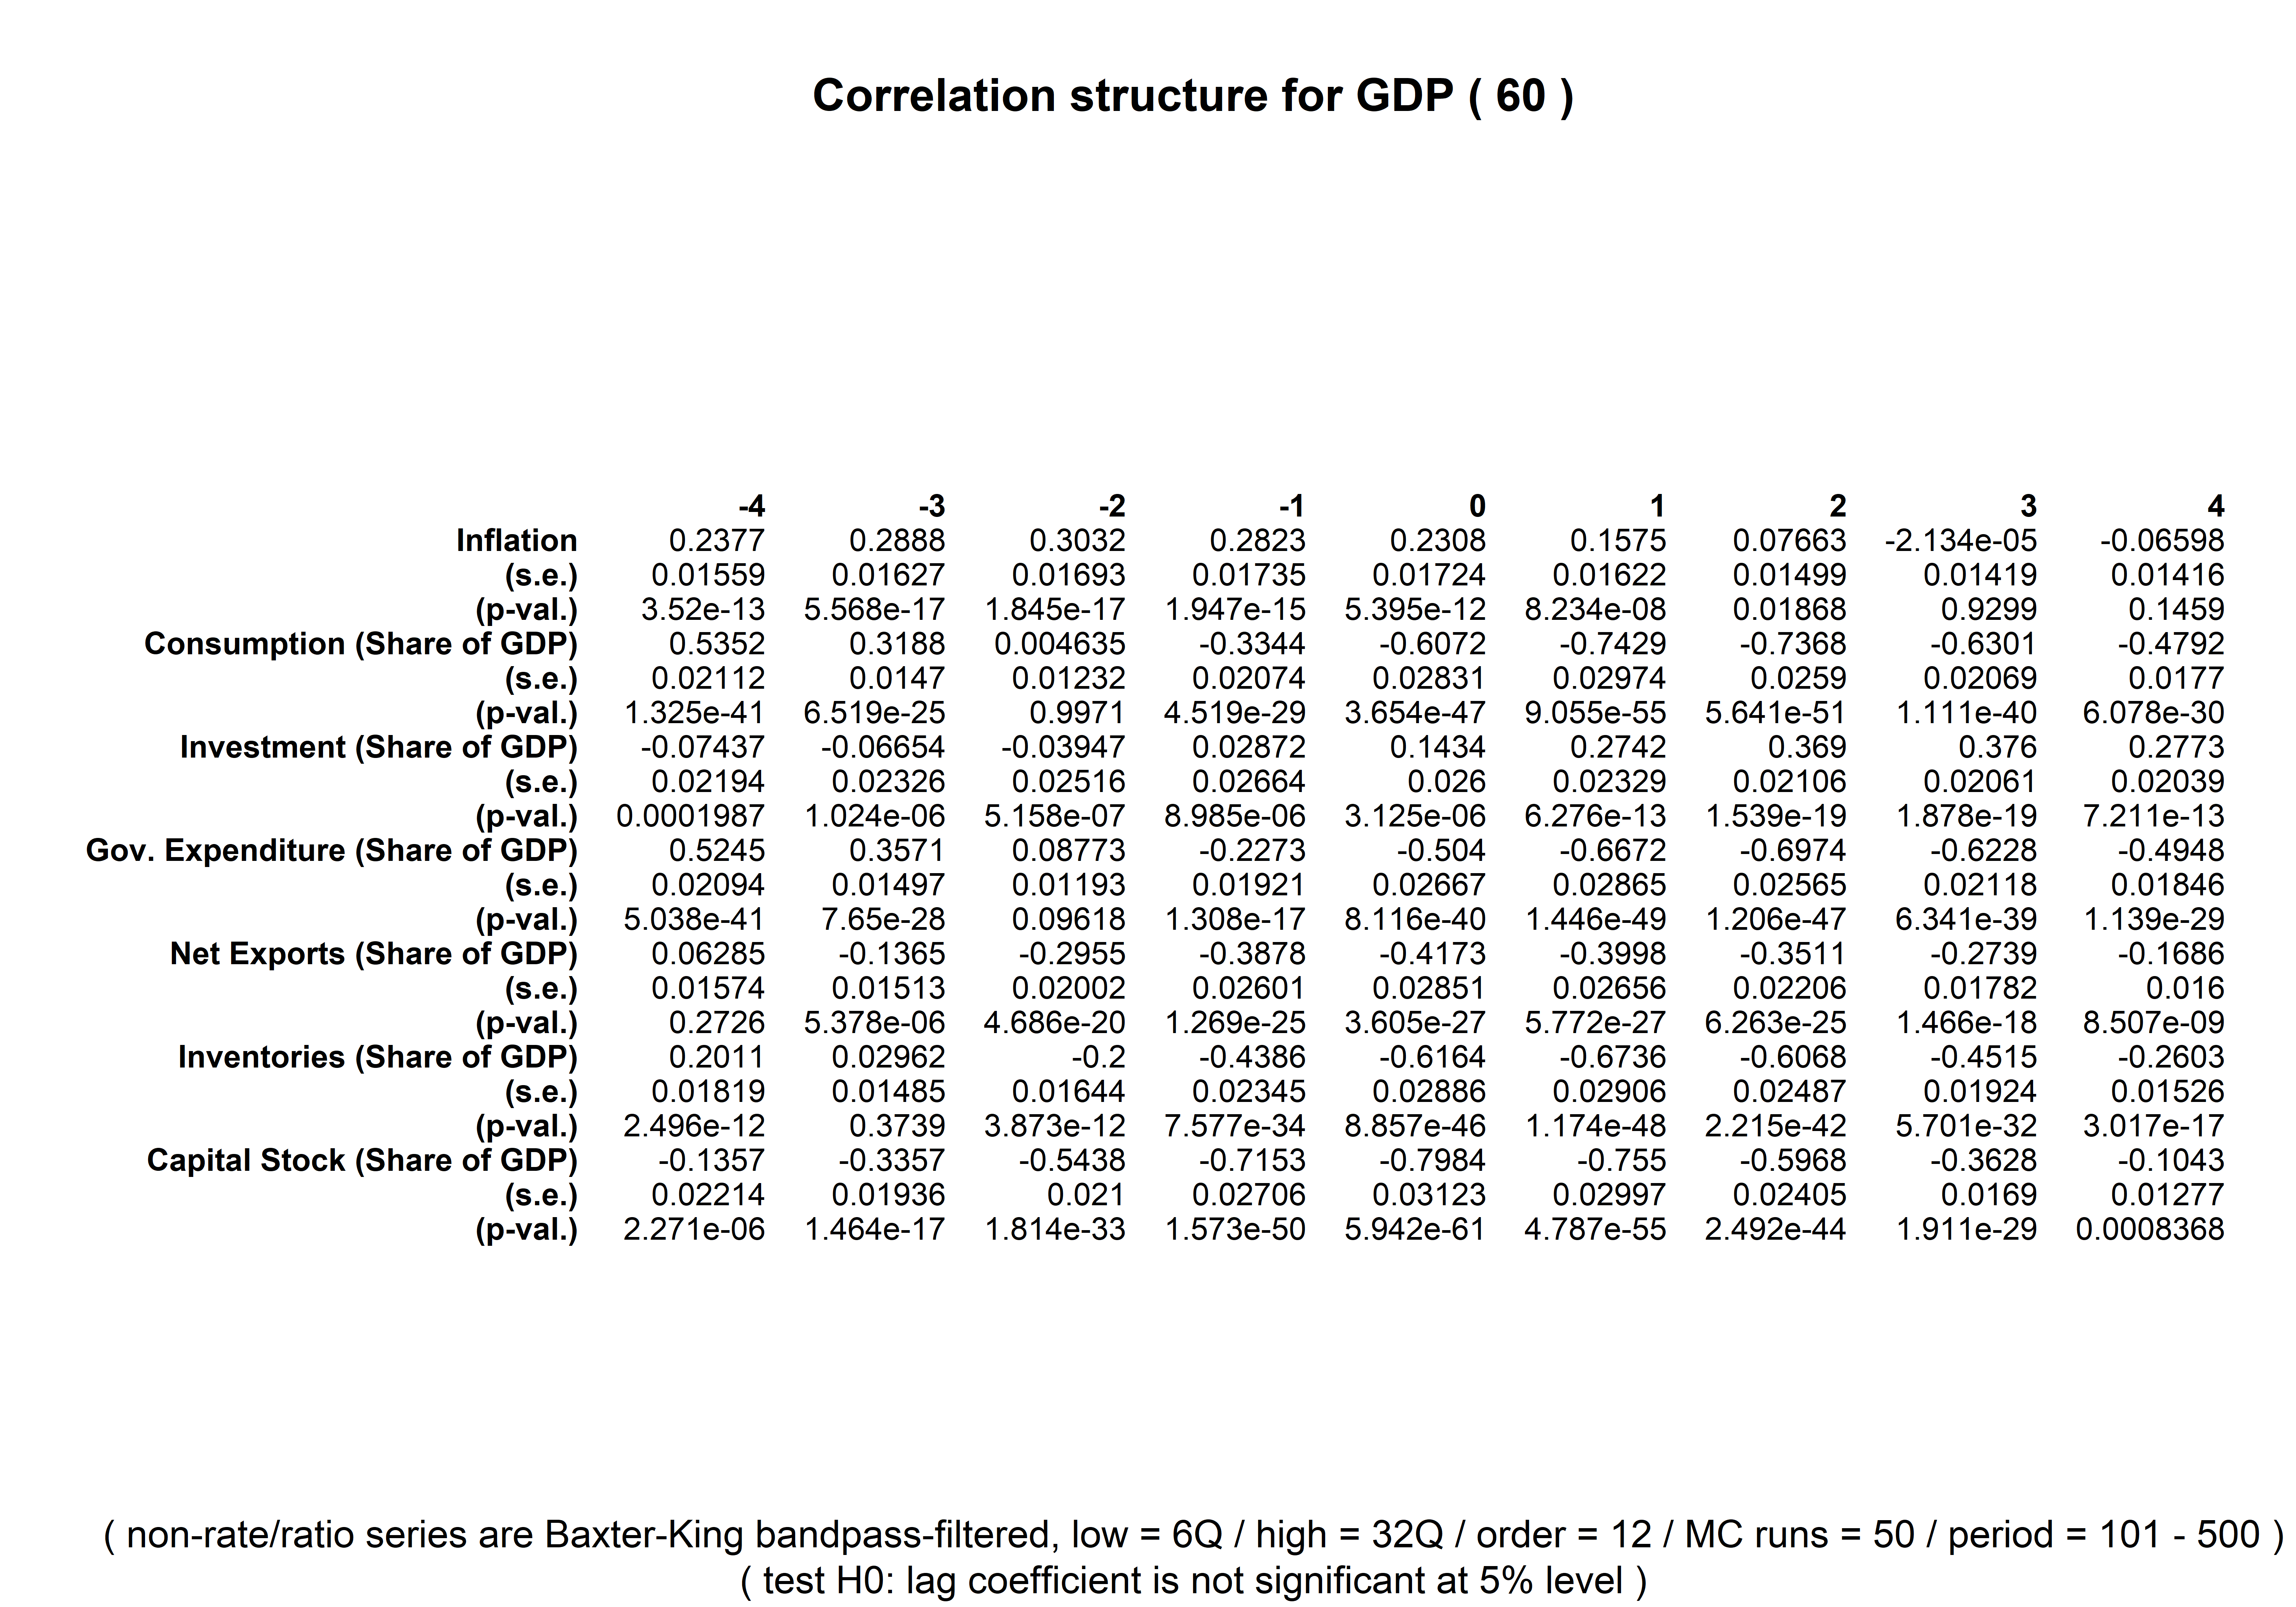 Correlation structure for GDP ( 60 )
-4 -3 -2 -1 0 1 2 3 4
Inflation 0.2377 0.2888 0.3032 0.2823 0.2308 0.1575 0.07663 -2.134e-05 -0.06598
(s.e.) 0.01559 0.01627 0.01693 0.01735 0.01724 0.01622 0.01499 0.01419 0.01416
(p-val.) 3.52e-13 5.568e-17 1.845e-17 1.947e-15 5.395e-12 8.234e-08 0.01868 0.9299 0.1459
Consumption (Share of GDP) 0.5352 0.3188 0.004635 -0.3344 -0.6072 -0.7429 -0.7368 -0.6301 -0.4792
(s.e.) 0.02112 0.0147 0.01232 0.02074 0.02831 0.02974 0.0259 0.02069 0.0177
(p-val.) 1.325e-41 6.519e-25 0.9971 4.519e-29 3.654e-47 9.055e-55 5.641e-51 1.111e-40 6.078e-30
Investment (Share of GDP) -0.07437 -0.06654 -0.03947 0.02872 0.1434 0.2742 0.369 0.376 0.2773
(s.e.) 0.02194 0.02326 0.02516 0.02664 0.026 0.02329 0.02106 0.02061 0.02039
(p-val.) 0.0001987 1.024e-06 5.158e-07 8.985e-06 3.125e-06 6.276e-13 1.539e-19 1.878e-19 7.211e-13
Gov. Expenditure (Share of GDP) 0.5245 0.3571 0.08773 -0.2273 -0.504 -0.6672 -0.6974 -0.6228 -0.4948
(s.e.) 0.02094 0.01497 0.01193 0.01921 0.02667 0.02865 0.02565 0.02118 0.01846
(p-val.) 5.038e-41 7.65e-28 0.09618 1.308e-17 8.116e-40 1.446e-49 1.206e-47 6.341e-39 1.139e-29
Net Exports (Share of GDP) 0.06285 -0.1365 -0.2955 -0.3878 -0.4173 -0.3998 -0.3511 -0.2739 -0.1686
(s.e.) 0.01574 0.01513 0.02002 0.02601 0.02851 0.02656 0.02206 0.01782 0.016
(p-val.) 0.2726 5.378e-06 4.686e-20 1.269e-25 3.605e-27 5.772e-27 6.263e-25 1.466e-18 8.507e-09
Inventories (Share of GDP) 0.2011 0.02962 -0.2 -0.4386 -0.6164 -0.6736 -0.6068 -0.4515 -0.2603
(s.e.) 0.01819 0.01485 0.01644 0.02345 0.02886 0.02906 0.02487 0.01924 0.01526
(p-val.) 2.496e-12 0.3739 3.873e-12 7.577e-34 8.857e-46 1.174e-48 2.215e-42 5.701e-32 3.017e-17
Capital Stock (Share of GDP) -0.1357 -0.3357 -0.5438 -0.7153 -0.7984 -0.755 -0.5968 -0.3628 -0.1043
(s.e.) 0.02214 0.01936 0.021 0.02706 0.03123 0.02997 0.02405 0.0169 0.01277
(p-val.) 2.271e-06 1.464e-17 1.814e-33 1.573e-50 5.942e-61 4.787e-55 2.492e-44 1.911e-29 0.0008368
( non-rate/ratio series are Baxter-King bandpass-filtered, low = 6Q / high = 32Q / order = 12 / MC runs = 50 / period = 101 - 500 )
( test H0: lag coefficient is not significant at 5% level )